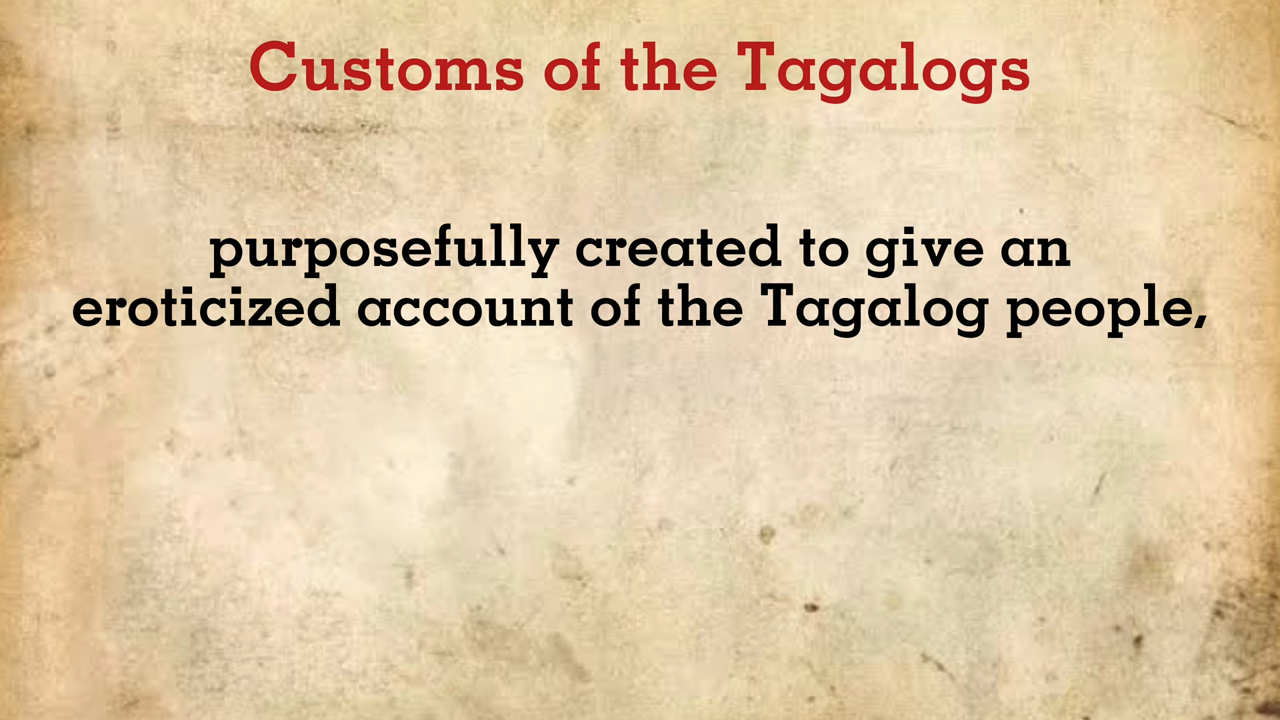 Customs of the Tagalogs
purposefully created to give an
eroticized account of the Tagalog people,